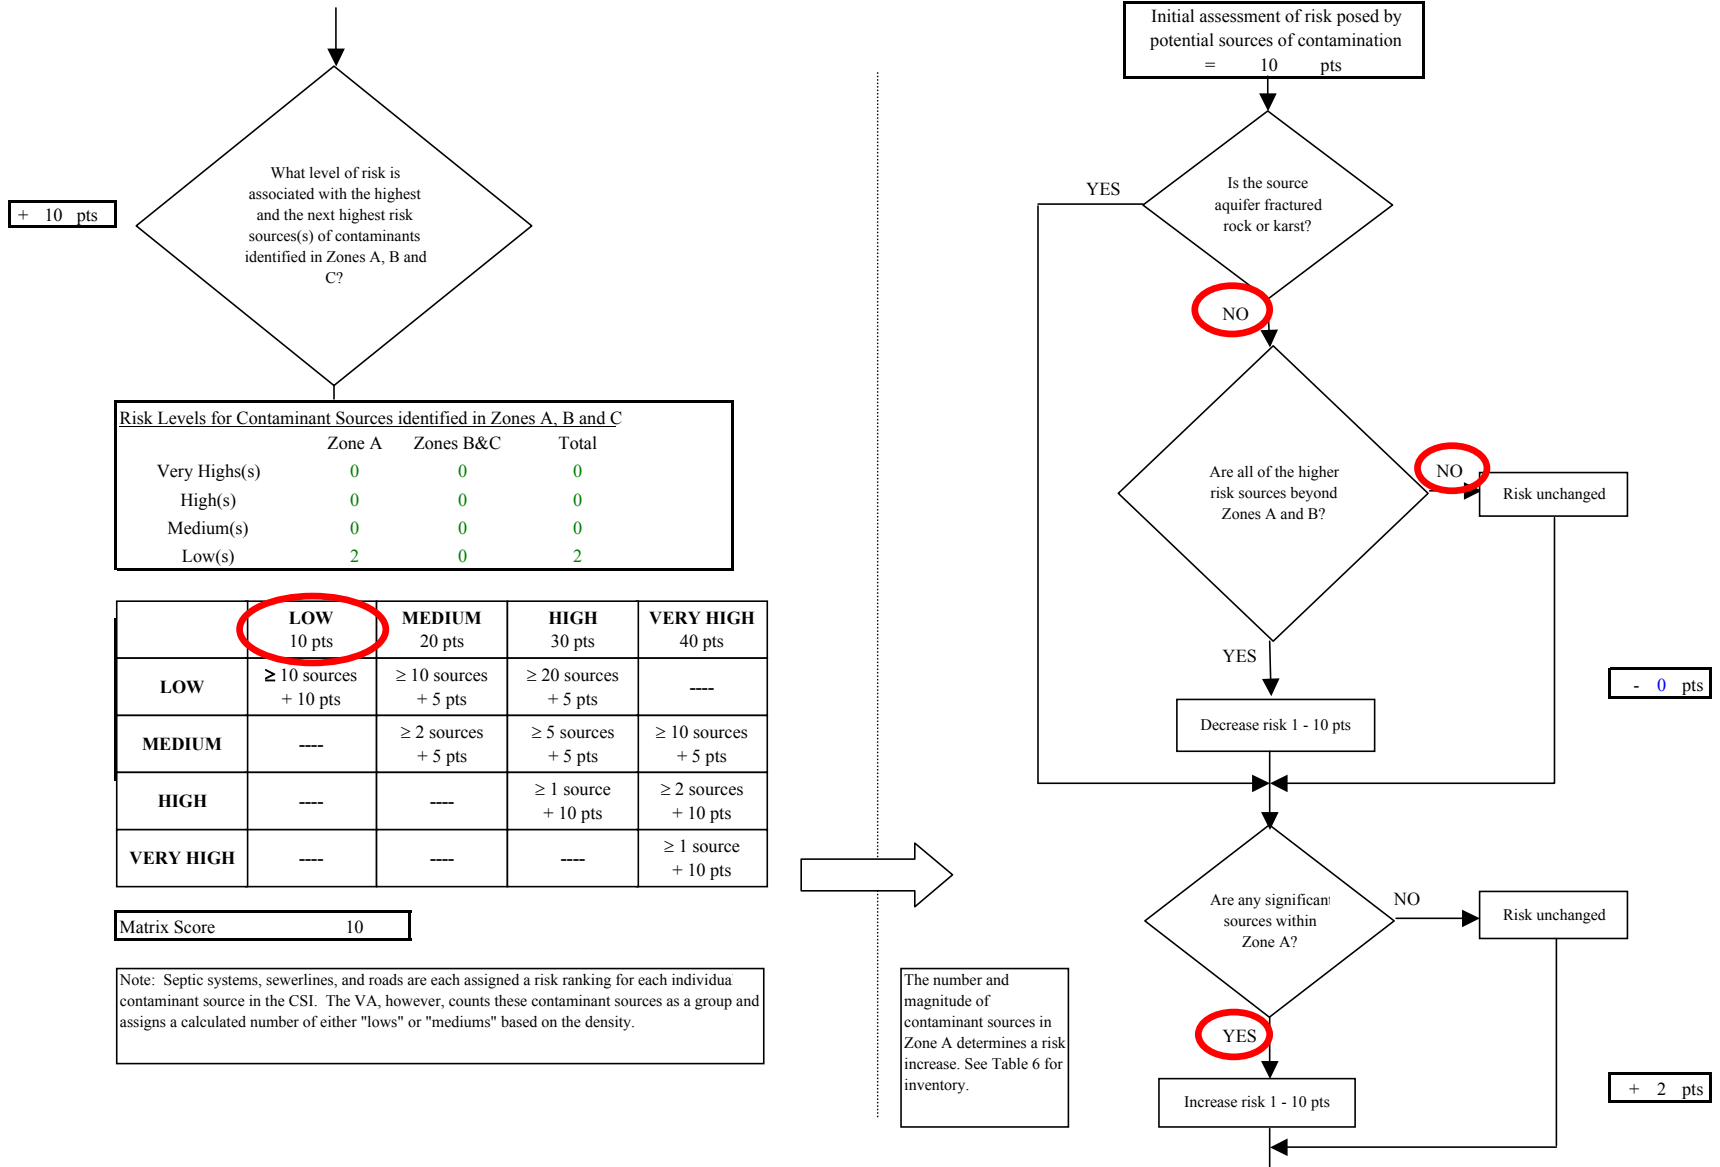 What level of risk is
associated with the highest
and the next highest risk
sources(s) of contaminants
identified in Zones A, B and
C?
+ 10 pts
Risk Levels for Contaminant Sources identified in Zones A, B and C
Zone A Zones B&C Total
Very Highs(s) 0 0 0
High(s) 0 0 0
Medium(s) 0 0 0
Low(s) 2 0 2
LOW MEDIUM HIGH VERY HIGH
10 pts 20 pts 30 pts 40 pts
LOW ≥ 10 sources + 10 pts ≥ 10 sources + 5 pts ≥ 20 sources + 5 pts ----
MEDIUM ---- ≥ 2 sources + 5 pts ≥ 5 sources + 5 pts ≥ 10 sources + 5 pts
HIGH ---- ---- ≥ 1 source + 10 pts ≥ 2 sources + 10 pts
VERY HIGH ---- ---- ---- ≥ 1 source + 10 pts
Matrix Score 10
Note: Septic systems, sewerlines, and roads are each assigned a risk ranking for each individua
contaminant source in the CSI. The VA, however, counts these contaminant sources as a group and
assigns a calculated number of either "lows" or "mediums" based on the density.
Initial assessment of risk posed by
potential sources of contamination
= 10 pts
Is the source
aquifer fractured
rock or karst?
YES
NO
Are all of the higher
risk sources beyond
Zones A and B?
NO
Risk unchanged
YES
Decrease risk 1 - 10 pts
- 0 pts
Are any significant
sources within
Zone A?
NO
Risk unchanged
YES
The number and
magnitude of
contaminant sources in
Zone A determines a risk
increase. See Table 6 for
inventory.
Increase risk 1 - 10 pts
+ 2 pts